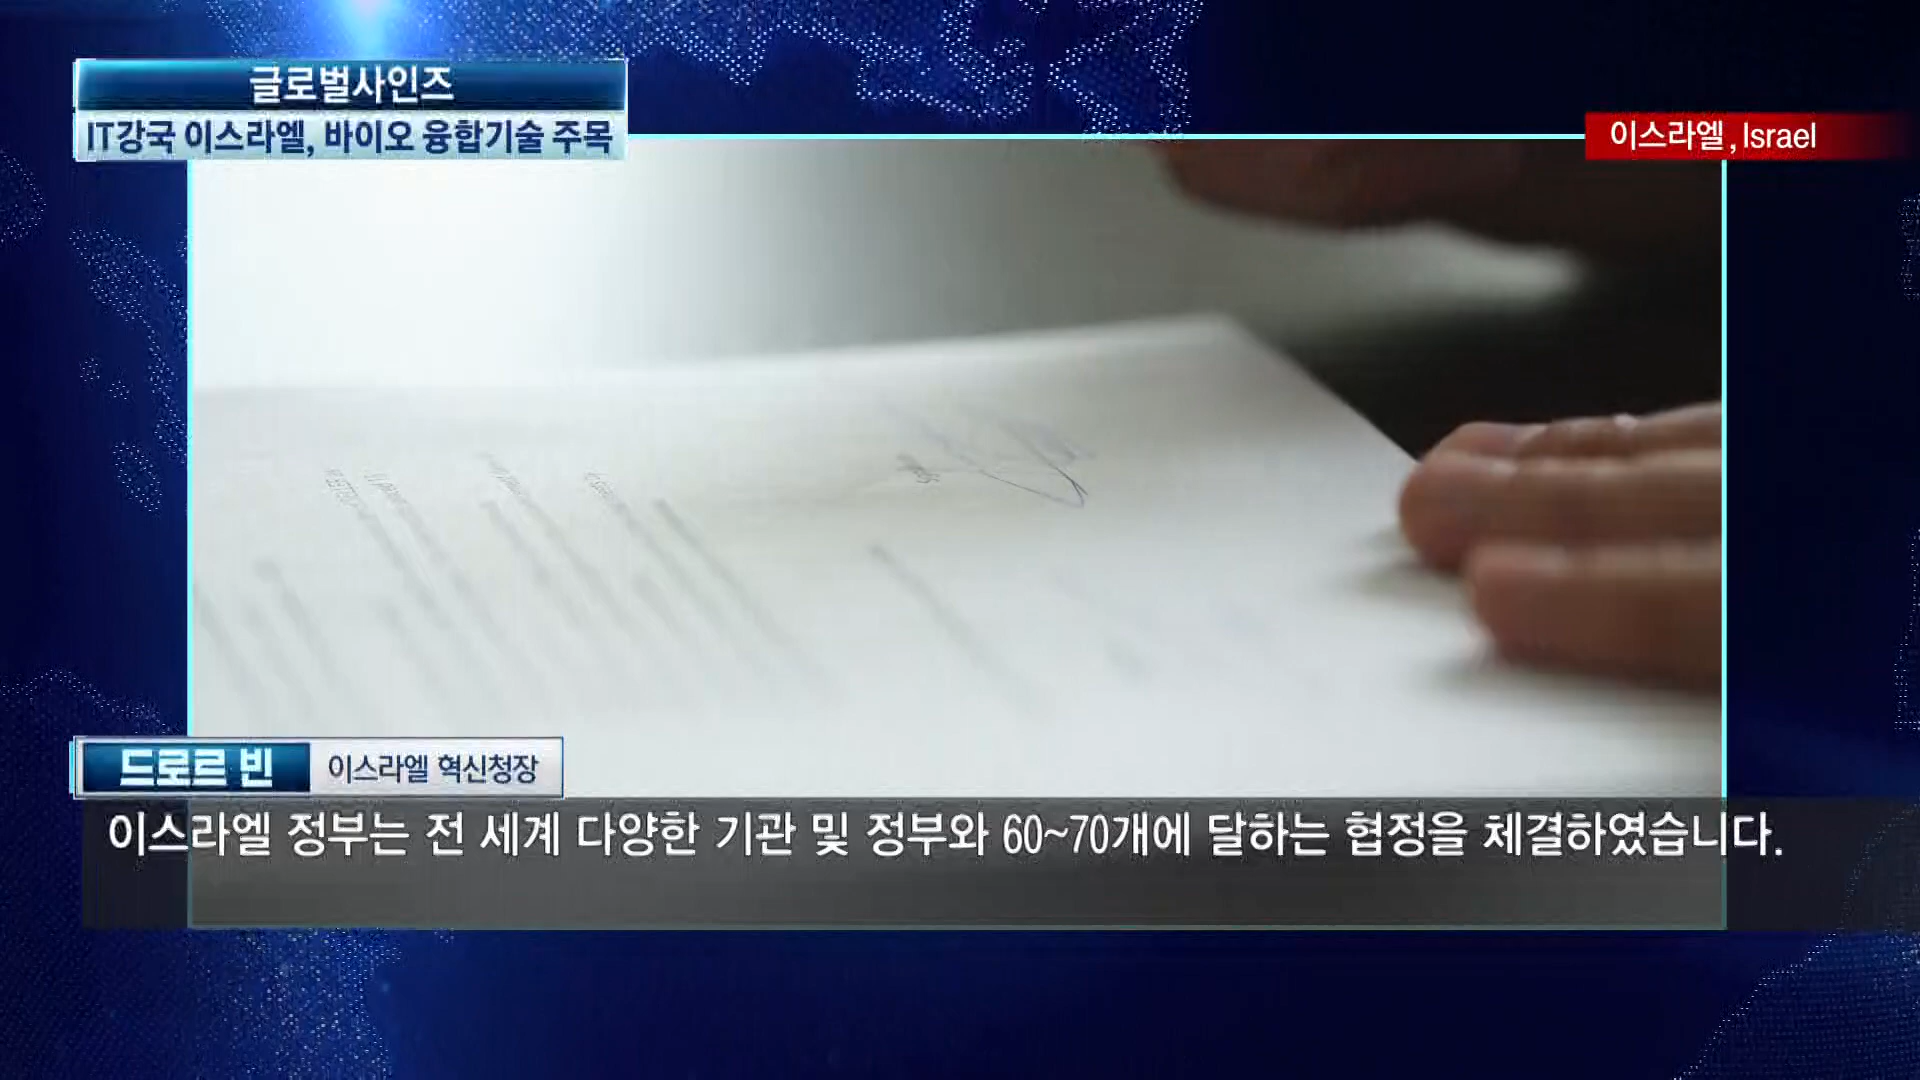 글로벌사인즈
IT강국 이스라엘, 바이오 융합기술 주목
이스라엘, Israel
드로르 빈
이스라엘 혁신청장
이스라엘 정부는 전 세계 다양한 기관 및 정부와 60~70개에 달하는 협정을 체결하였습니다.